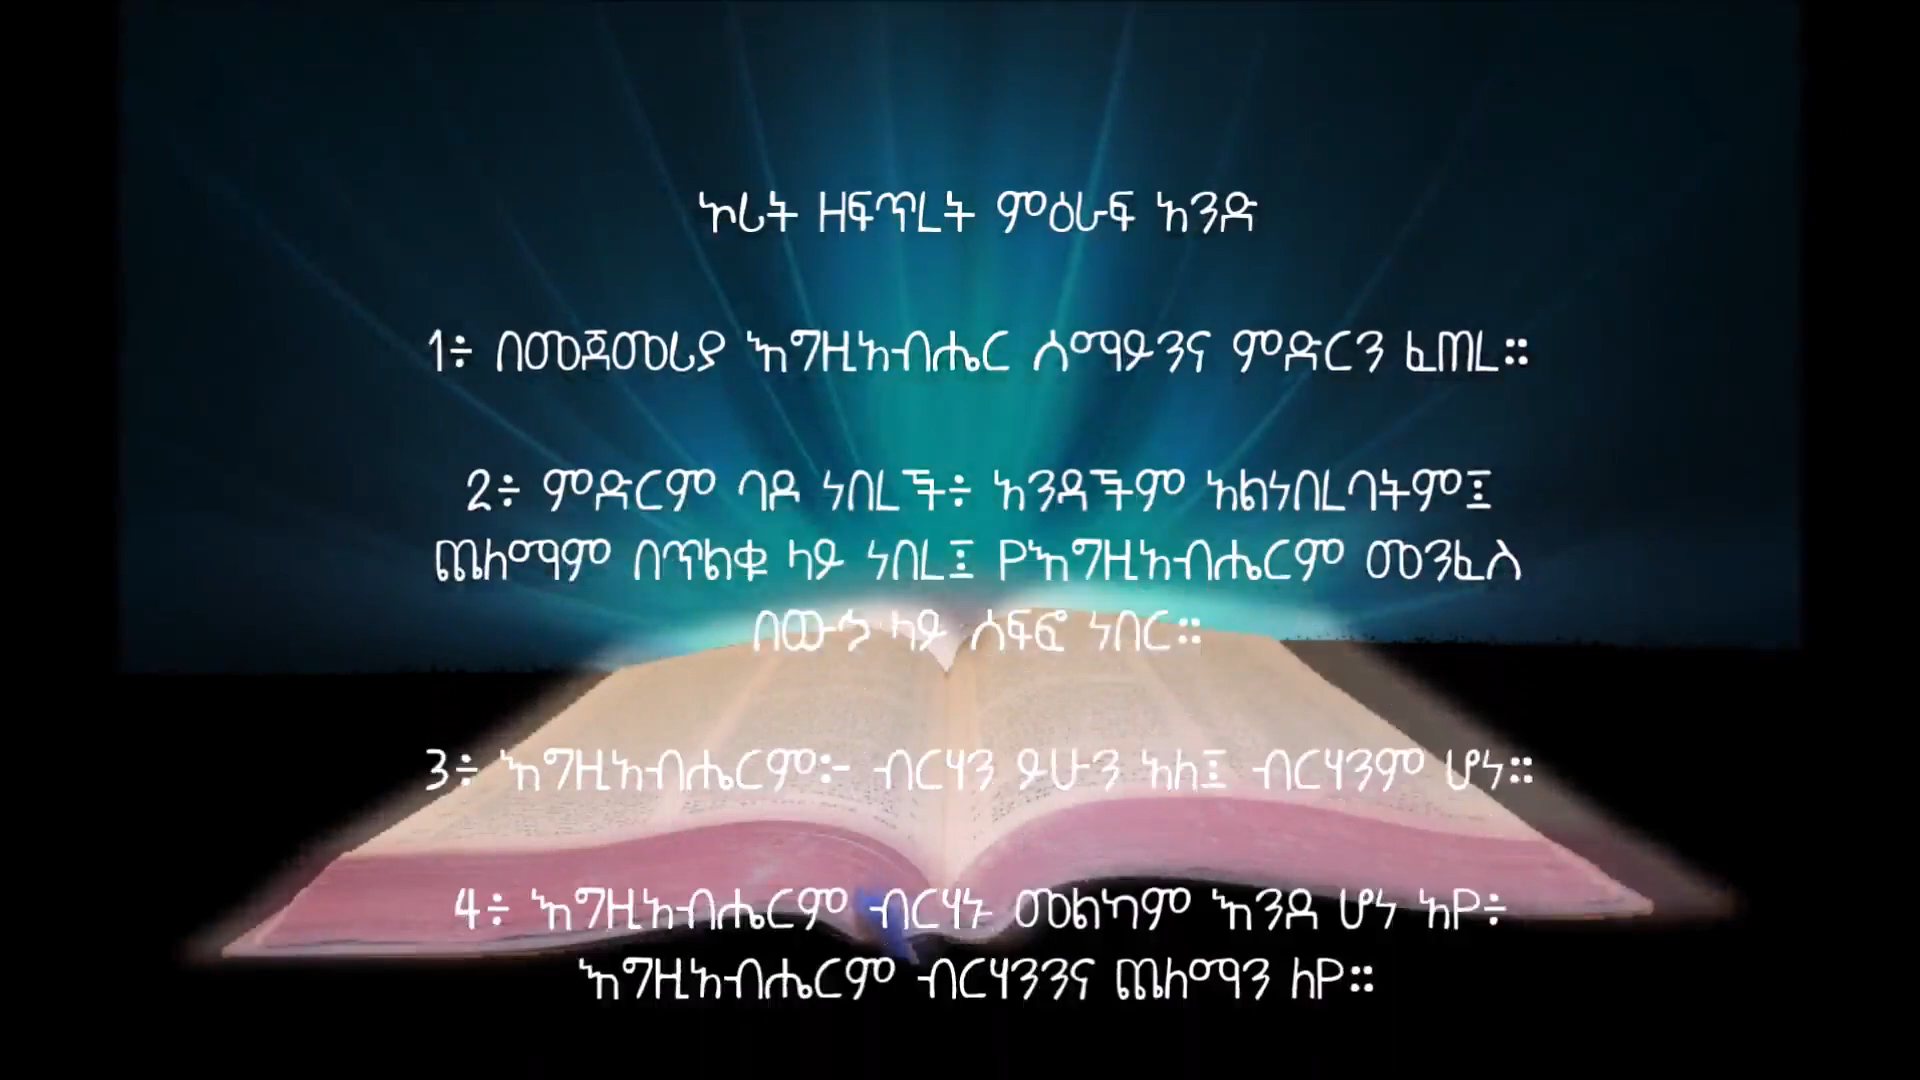 ኦሪት ዘፍጥረት ምዕራፍ አንድ
1፥ በመጀመሪያ እግዚአብሔር ሰማይንና ምድርን ፈጠረ።
2፥ ምድርም ባዶ ነበረች፥ አንዳችም አልነበረባትም፤
ጨለማም በጥልቁ ላይ ነበረ፤ የእግዚአብሔርም መንፈስ
በውኃ ላይ ሰፍፎ ነበር።
3፥ እግዚአብሔርም፦ ብርሃን ይሁን አለ፤ ብርሃንም ሆነ።
4፥ እግዚአብሔርም ብርሃኑ መልካም እንደ ሆነ አየ፥
እግዚአብሔርም ብርሃንንና ጨለማን ለየ።